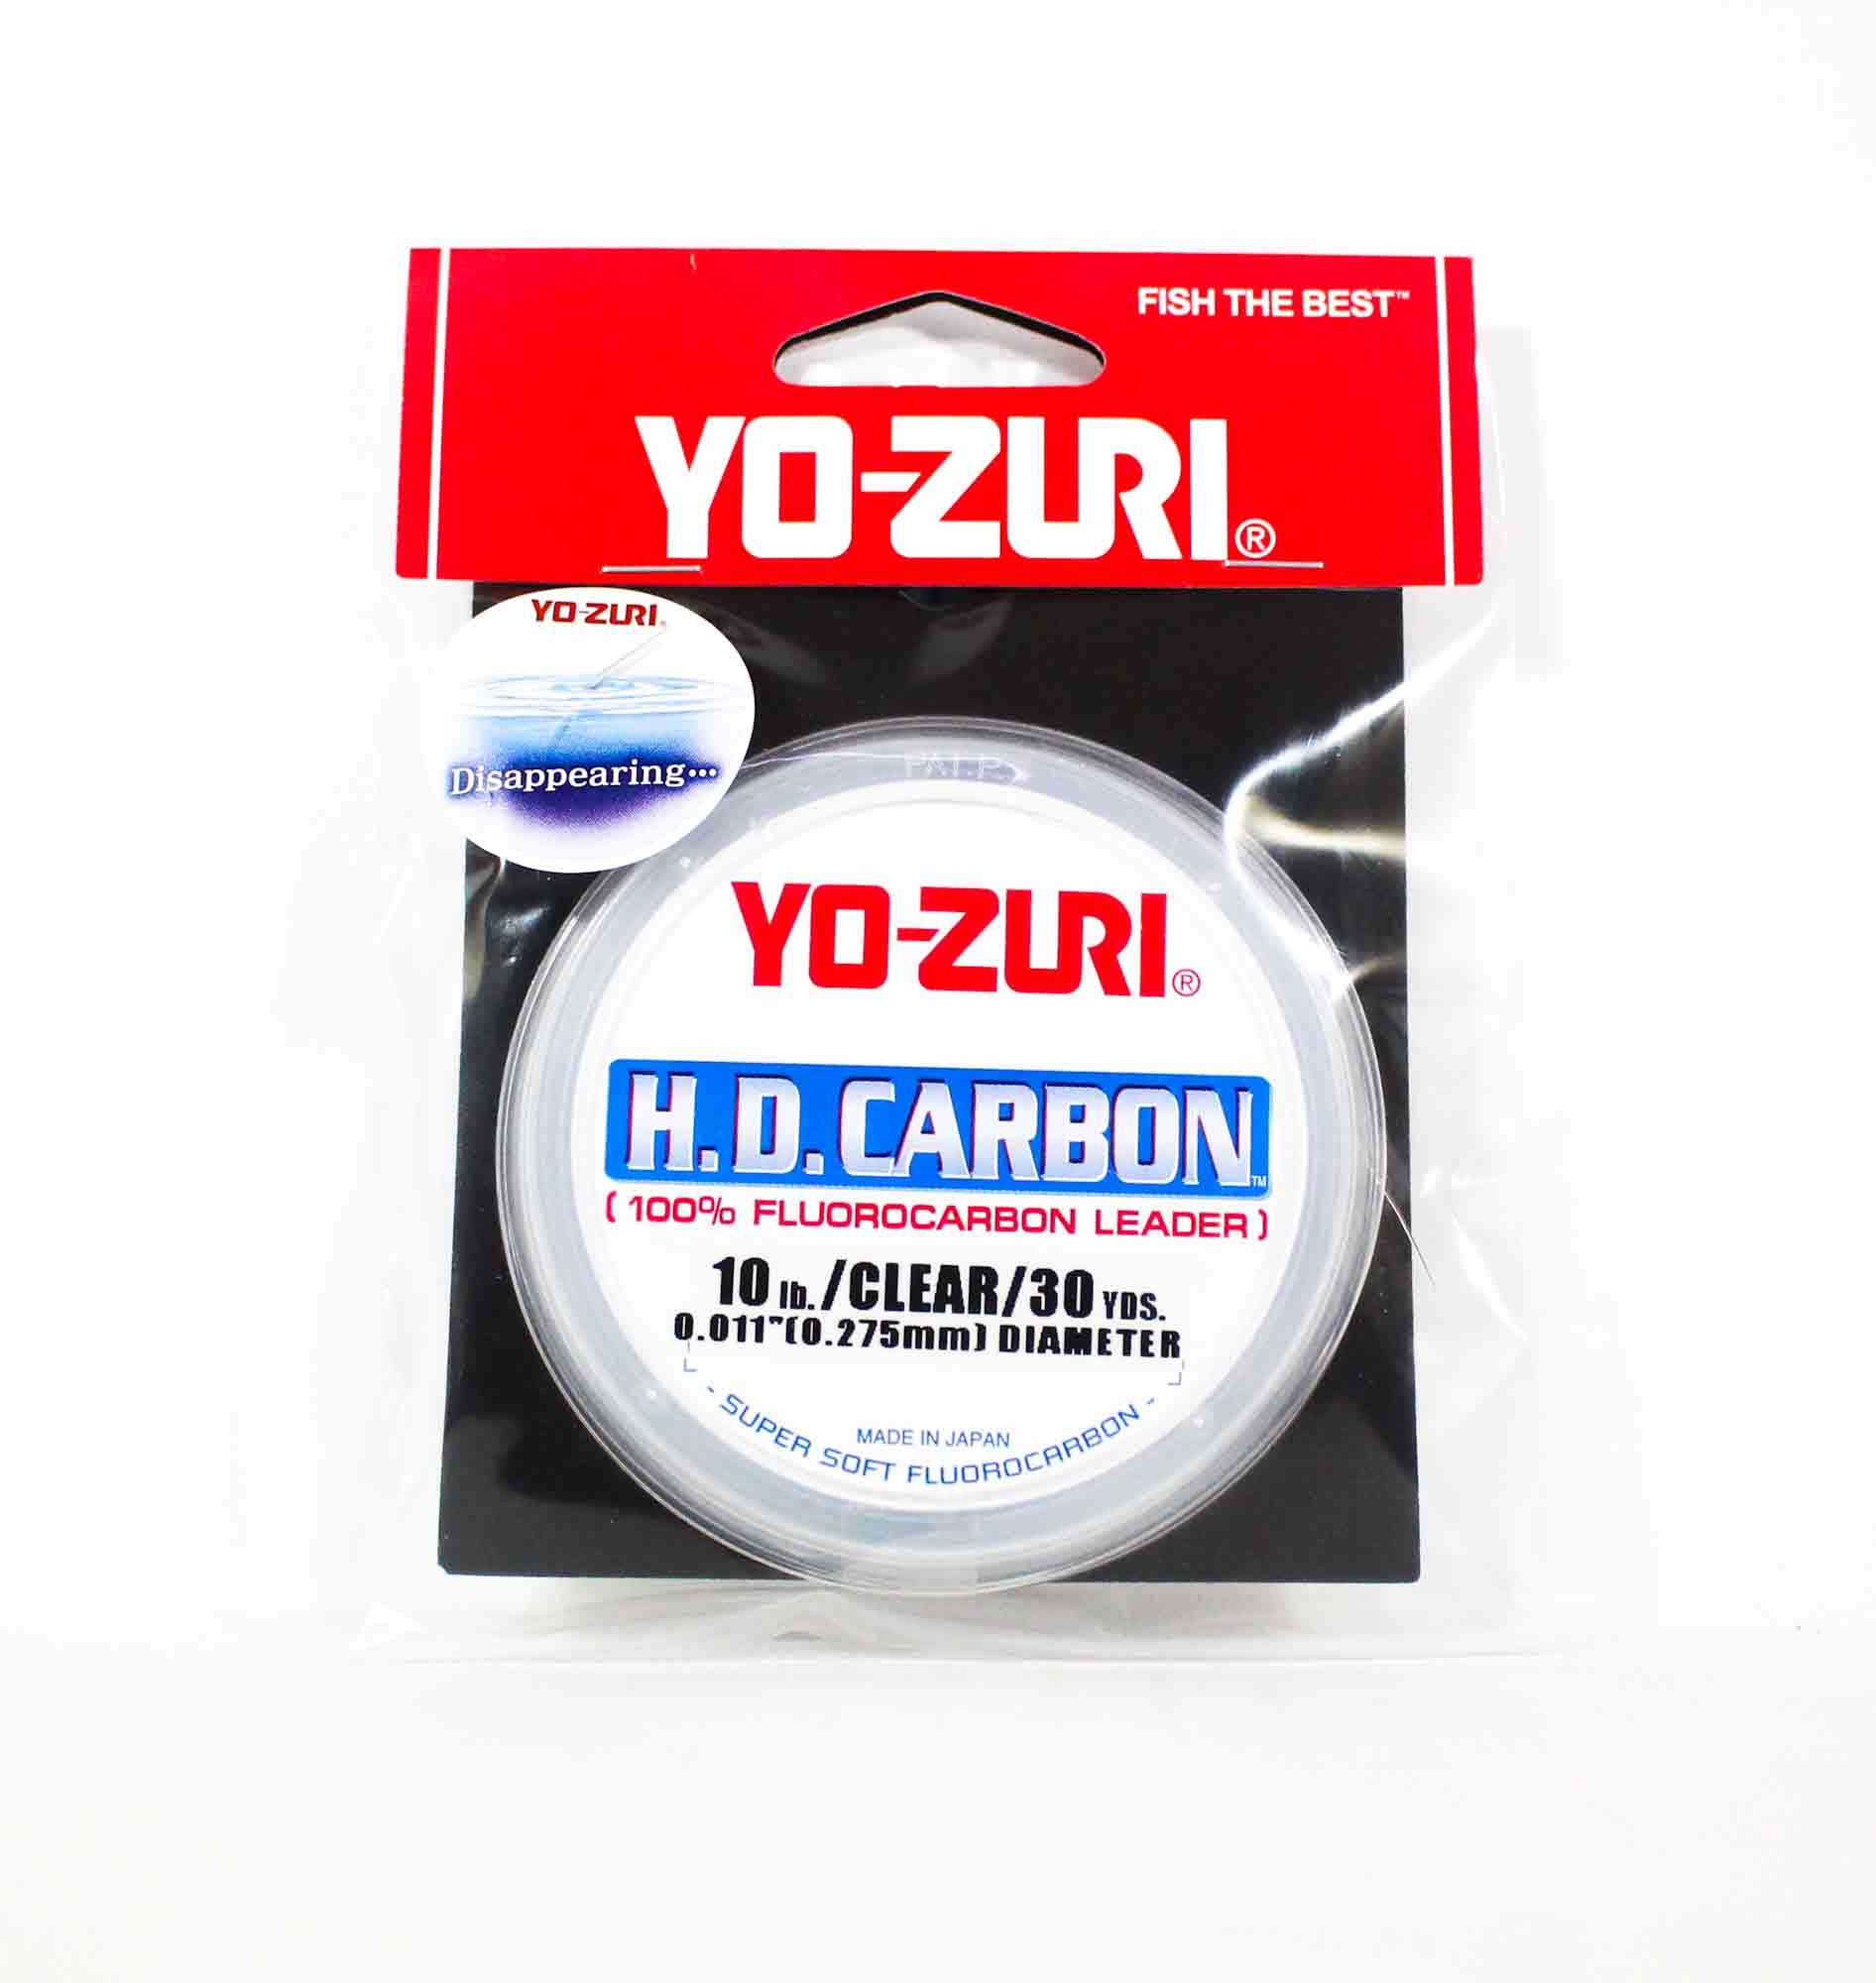 FISH THE BEST™
YO-ZURI®
YO-ZURI®
Disappearing...
PAT.P
YO-ZURI®
H.D.CARBON™
( 100% FLUOROCARBON LEADER )
10 lb./CLEAR/30 YDS.
0.011"(0.275mm) DIAMETER
MADE IN JAPAN
- SUPER SOFT FLUOROCARBON -